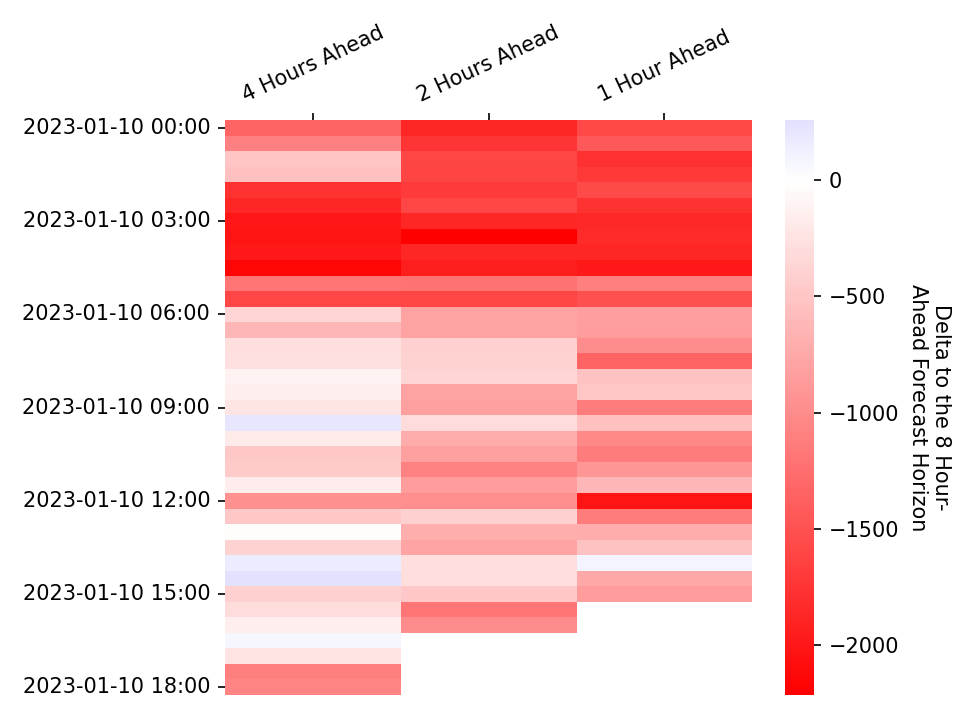 4 Hours Ahead
2 Hours Ahead
1 Hour Ahead
2023-01-10 00:00
2023-01-10 03:00
2023-01-10 06:00
2023-01-10 09:00
2023-01-10 12:00
2023-01-10 15:00
2023-01-10 18:00
0
−500
−1000
−1500
−2000
Delta to the 8 Hour-
Ahead Forecast Horizon